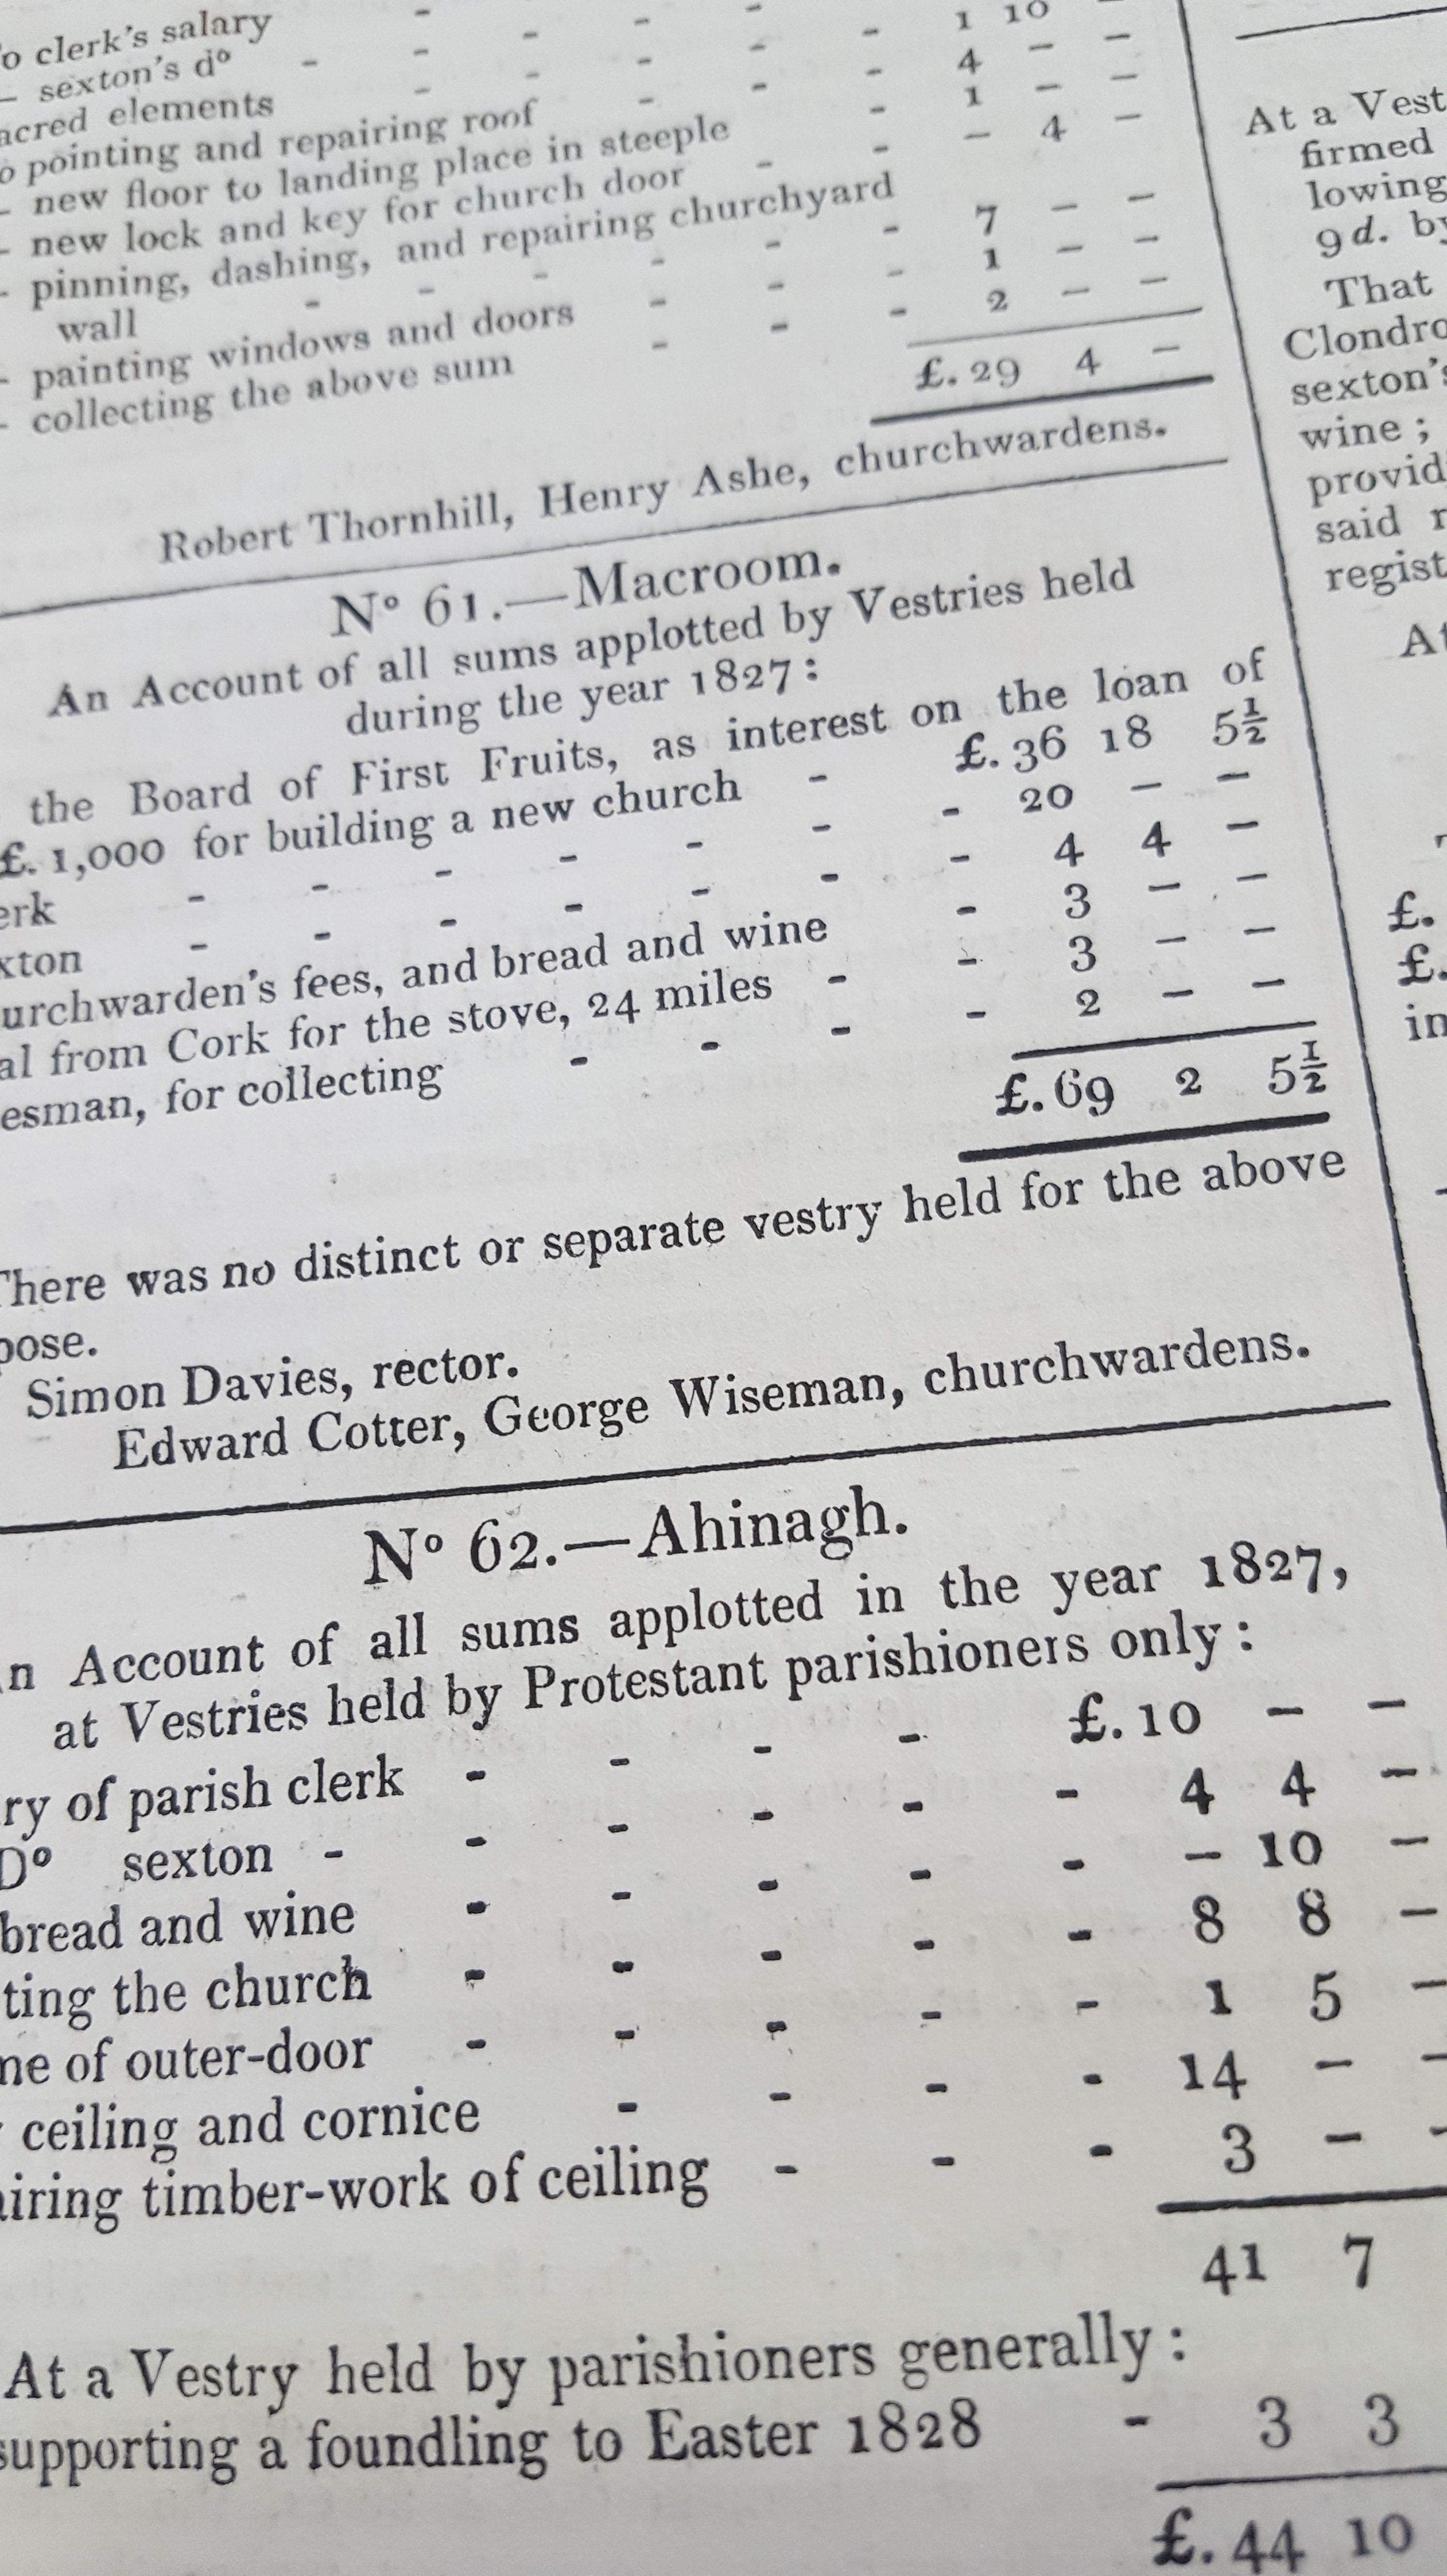 o clerk's salary - - - - - 1 10 -
- sexton's dº - - - - - 4 - -
acred elements - - - - 1 - -
o pointing and repairing roof - - - - 4 -
- new floor to landing place in steeple
- new lock and key for church door - -
- pinning, dashing, and repairing churchyard
wall - - - - - - 7 - -
- painting windows and doors - - - 1 - -
- collecting the above sum - - - 2 - -
£. 29 4 -
Robert Thornhill, Henry Ashe, churchwardens.
Nº 61.—Macroom.
An Account of all sums applotted by Vestries held
during the year 1827:
the Board of First Fruits, as interest on the loan of
£. 1,000 for building a new church - £. 36 18 5½
erk - - - - - - - 20 - -
xton - - - - - - - 4 4 -
urchwarden's fees, and bread and wine - 3 - -
al from Cork for the stove, 24 miles - - 3 - -
esman, for collecting - - - - 2 - -
£. 69 2 5½
There was no distinct or separate vestry held for the above
pose.
Simon Davies, rector.
Edward Cotter, George Wiseman, churchwardens.
Nº 62.—Ahinagh.
n Account of all sums applotted in the year 1827,
at Vestries held by Protestant parishioners only:
ry of parish clerk - - - - £. 10 - -
Dº sexton - - - - - - 4 4 -
bread and wine - - - - - - 10 -
ting the church - - - - - 8 8 -
ne of outer-door - - - - - 1 5 -
ceiling and cornice - - - - 14 - -
iring timber-work of ceiling - - - 3 - -
41 7
At a Vestry held by parishioners generally:
supporting a foundling to Easter 1828 - 3 3
£. 44 10
At a Vest
firmed
lowing
9 d. by
That
Clondro
sexton's
wine;
provid
said r
regist
At
£.
£.
in